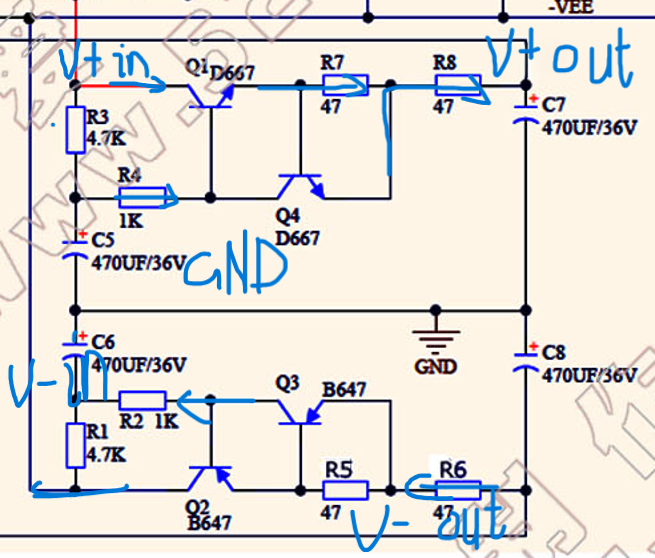 -VEE
V+ in
Q1 D667
R7
47
R8
47
V+ out
C7
470UF/36V
R3
4.7K
R4
1K
Q4
D667
C5
470UF/36V
GND
GND
C6
470UF/36V
C8
470UF/36V
V-in
R2 1K
Q3
B647
R1
4.7K
Q2
B647
R5
47
R6
47
V- out
www.5e